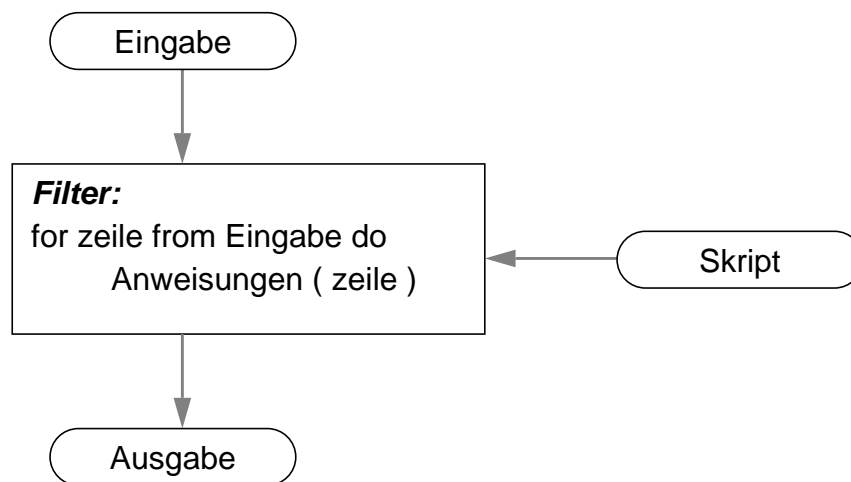 Eingabe
Filter:
for zeile from Eingabe do
Anweisungen ( zeile )
Skript
Ausgabe